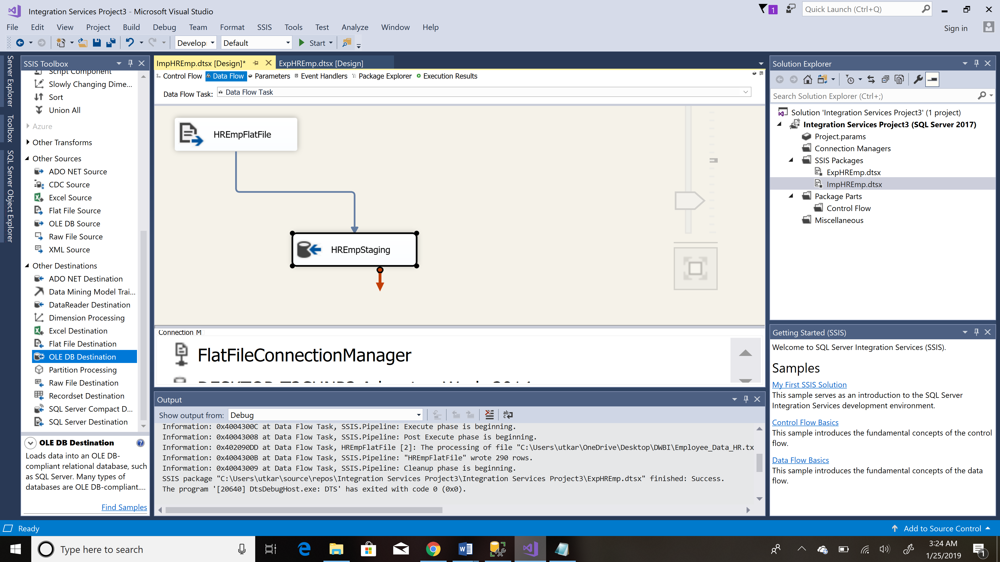 Integration Services Project3 - Microsoft Visual Studio
1
Quick Launch (Ctrl+Q)
File Edit View Project Build Debug Team Format SSIS Tools Test Analyze Window Help
Sign in
Develop Default Start
Server Explorer
Toolbox
SQL Server Object Explorer
SSIS Toolbox
Script Component
Slowly Changing Dime...
Sort
Union All
Azure
Other Transforms
Other Sources
ADO NET Source
CDC Source
Excel Source
Flat File Source
OLE DB Source
Raw File Source
XML Source
Other Destinations
ADO NET Destination
Data Mining Model Trai...
DataReader Destination
Dimension Processing
Excel Destination
Flat File Destination
OLE DB Destination
Partition Processing
Raw File Destination
Recordset Destination
SQL Server Compact D...
SQL Server Destination
OLE DB Destination
Loads data into an OLE DB-
compliant relational database, such
as SQL Server. Many types of
databases are OLE DB-compliant....
Find Samples
ImpHREmp.dtsx [Design]* ExpHREmp.dtsx [Design]
Control Flow Data Flow Parameters Event Handlers Package Explorer Execution Results
Data Flow Task: Data Flow Task
HREmpFlatFile
HREmpStaging
Connection M
FlatFileConnectionManager
Output
Show output from: Debug
Information: 0x4004300C at Data Flow Task, SSIS.Pipeline: Execute phase is beginning.
Information: 0x40043008 at Data Flow Task, SSIS.Pipeline: Post Execute phase is beginning.
Information: 0x402090DD at Data Flow Task, HREmpFlatFile [2]: The processing of file "C:\Users\utkar\OneDrive\Desktop\DWBI\Employee_Data_HR.tx
Information: 0x4004300B at Data Flow Task, SSIS.Pipeline: "HREmpFlatFile" wrote 290 rows.
Information: 0x40043009 at Data Flow Task, SSIS.Pipeline: Cleanup phase is beginning.
SSIS package "C:\Users\utkar\source\repos\Integration Services Project3\Integration Services Project3\ExpHREmp.dtsx" finished: Success.
The program '[20640] DtsDebugHost.exe: DTS' has exited with code 0 (0x0).
Solution Explorer
Search Solution Explorer (Ctrl+;)
Solution 'Integration Services Project3' (1 project)
Integration Services Project3 (SQL Server 2017)
Project.params
Connection Managers
SSIS Packages
ExpHREmp.dtsx
ImpHREmp.dtsx
Package Parts
Control Flow
Miscellaneous
Getting Started (SSIS)
Welcome to SQL Server Integration Services (SSIS).
Samples
My First SSIS Solution
This sample serves as an introduction to the SQL Server
Integration Services development environment.
Control Flow Basics
This sample introduces the fundamental concepts of the control
flow.
Data Flow Basics
This sample introduces the fundamental concepts of the data
flow.
Ready
Add to Source Control
Type here to search
3:24 AM
1/25/2019
1